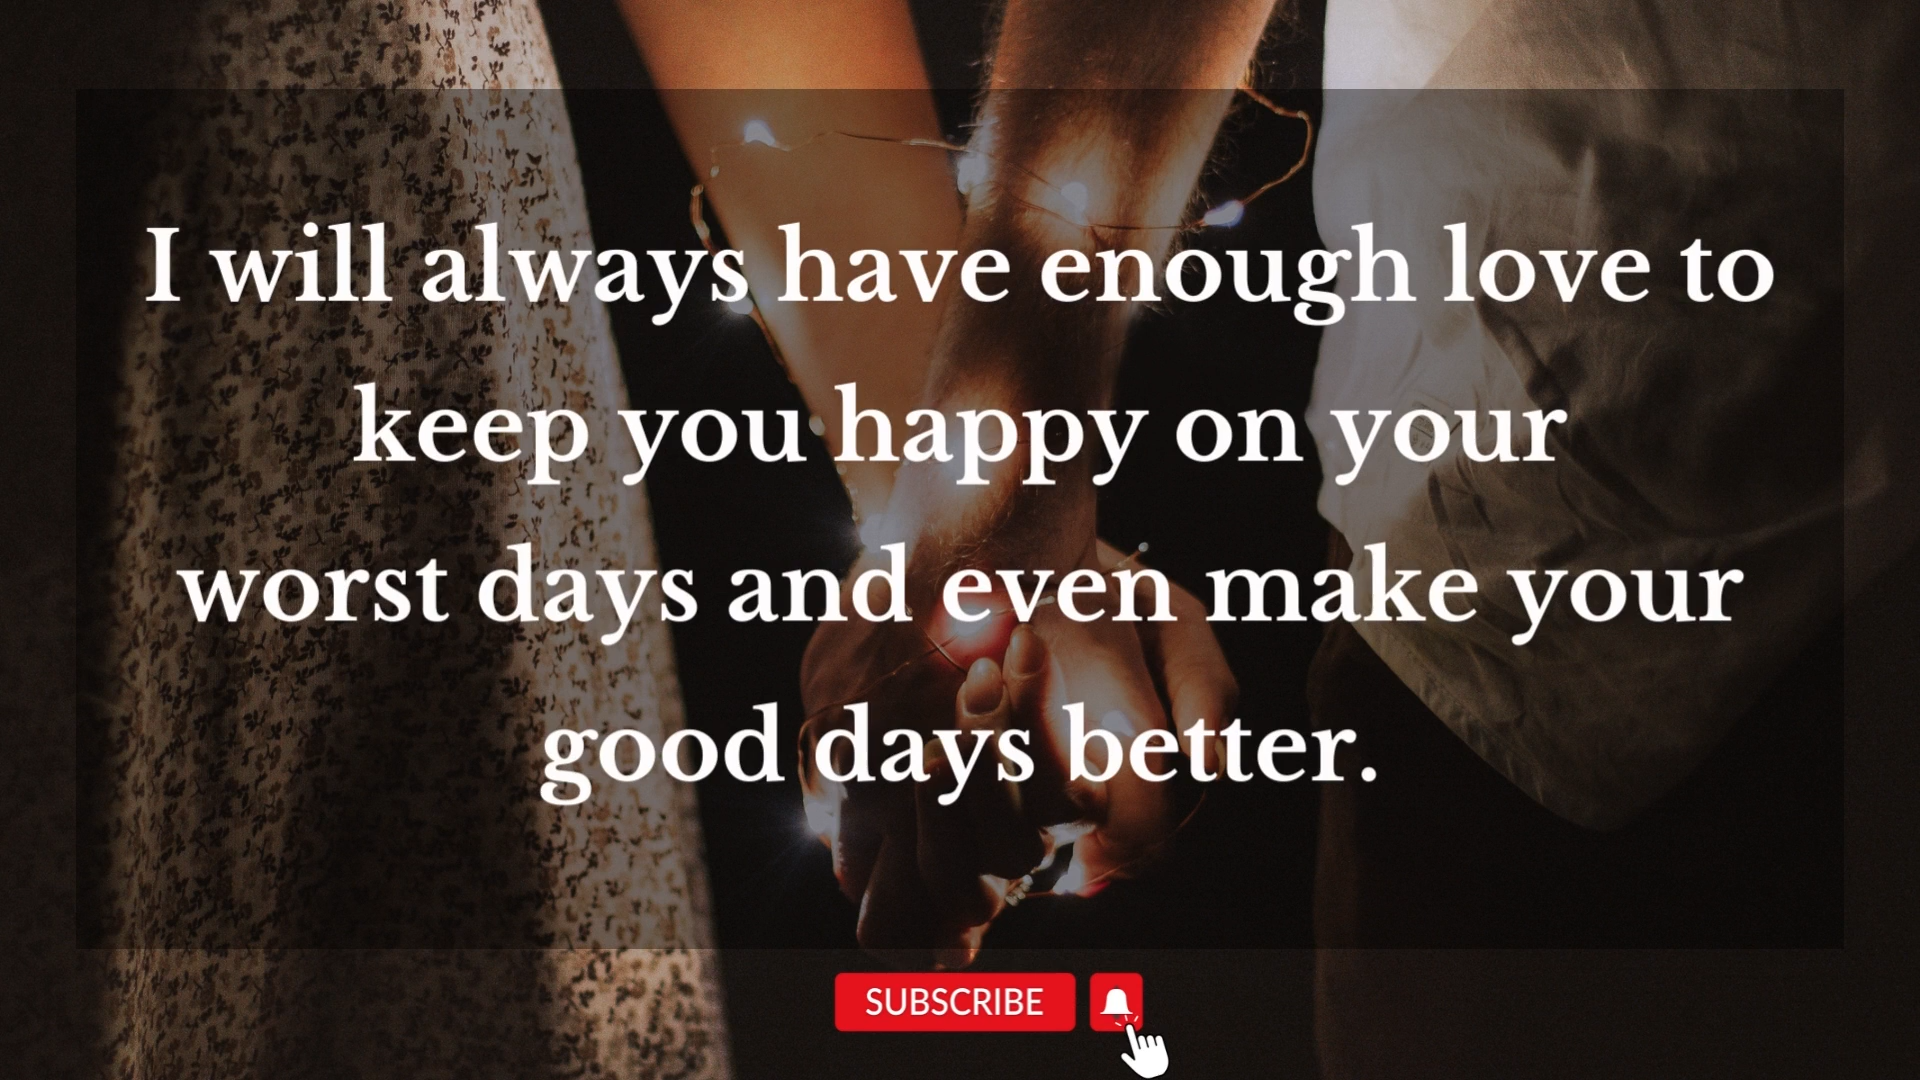 I will always have enough love to
keep you happy on your
worst days and even make your
good days better.
SUBSCRIBE